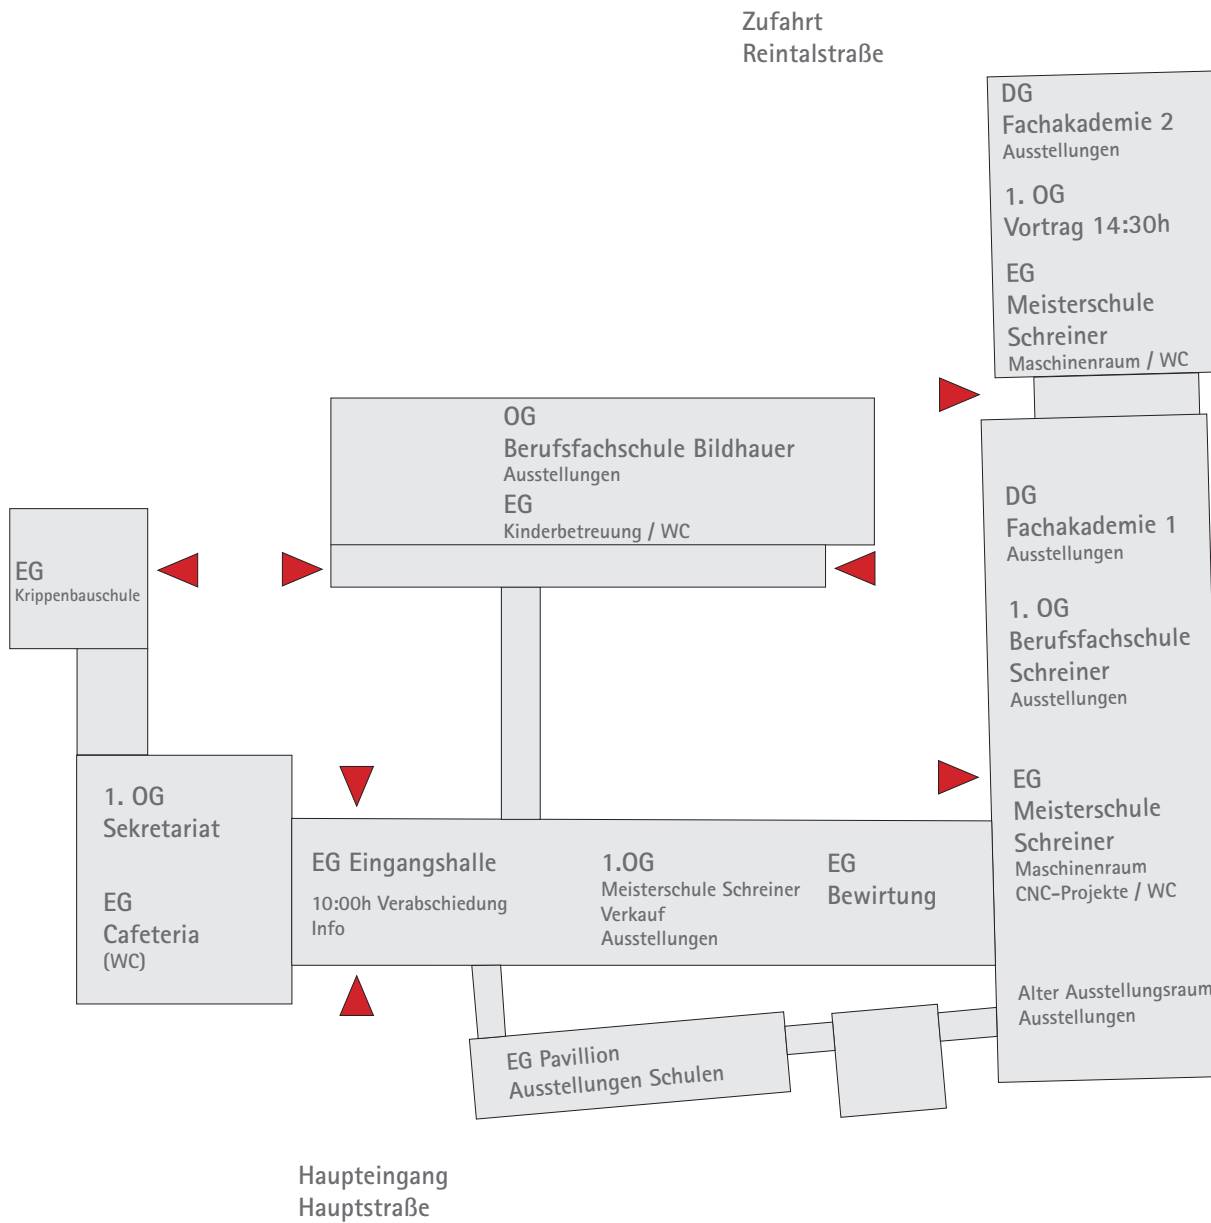 Zufahrt
Reintalstraße
DG
Fachakademie 2
Ausstellungen
1. OG
Vortrag 14:30h
EG
Meisterschule
Schreiner
Maschinenraum / WC
OG
Berufsfachschule Bildhauer
Ausstellungen
EG
Kinderbetreuung / WC
EG
Krippenbauschule
DG
Fachakademie 1
Ausstellungen
1. OG
Berufsfachschule
Schreiner
Ausstellungen
EG
Meisterschule
Schreiner
Maschinenraum
CNC-Projekte / WC
Alter Ausstellungsraum
Ausstellungen
1. OG
Sekretariat
EG
Cafeteria
(WC)
EG Eingangshalle
10:00h Verabschiedung
Info
1.OG
Meisterschule Schreiner
Verkauf
Ausstellungen
EG
Bewirtung
EG Pavillion
Ausstellungen Schulen
Haupteingang
Hauptstraße